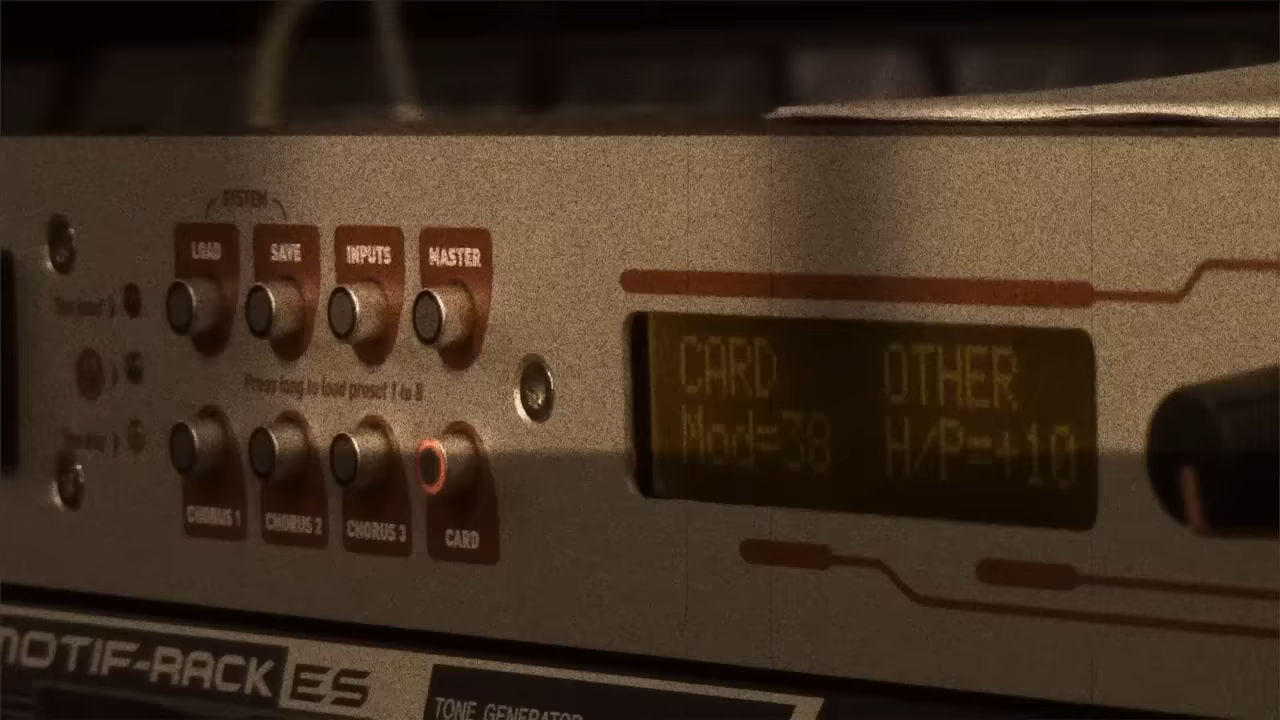 SYSTEM
LOAD SAVE INPUTS MASTER
Press long to load preset 1 to 8
CHORUS 1 CHORUS 2 CHORUS 3 CARD
CARD OTHER
Mod=38 H/P=+10
MOTIF-RACK ES
TONE GENERATOR